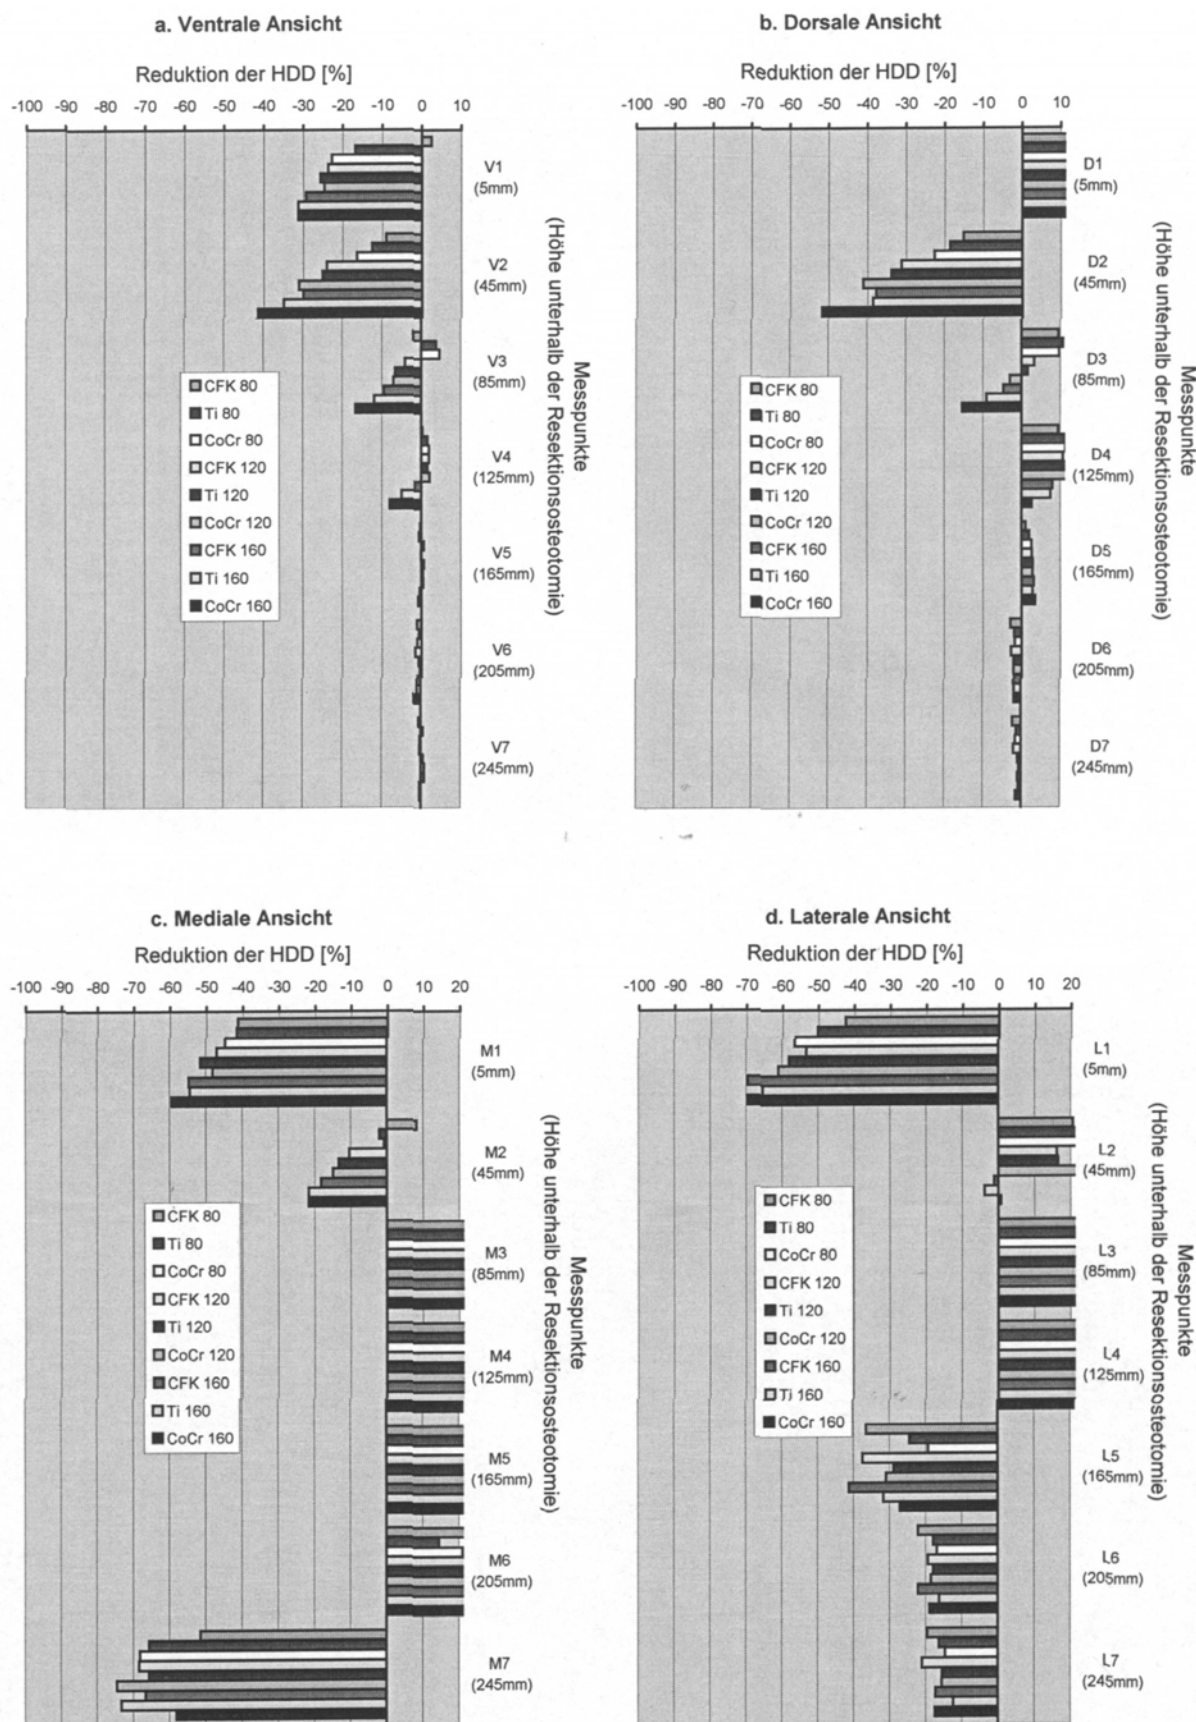 a. Ventrale Ansicht
Reduktion der HDD [%]
-100 -90 -80 -70 -60 -50 -40 -30 -20 -10 0 10
V1
(5mm)
V2
(45mm)
V3
(85mm)
V4
(125mm)
V5
(165mm)
V6
(205mm)
V7
(245mm)
Messpunkte
(Höhe unterhalb der Resektionsosteotomie)
CFK 80
Ti 80
CoCr 80
CFK 120
Ti 120
CoCr 120
CFK 160
Ti 160
CoCr 160
b. Dorsale Ansicht
Reduktion der HDD [%]
-100 -90 -80 -70 -60 -50 -40 -30 -20 -10 0 10
D1
(5mm)
D2
(45mm)
D3
(85mm)
D4
(125mm)
D5
(165mm)
D6
(205mm)
D7
(245mm)
Messpunkte
(Höhe unterhalb der Resektionsosteotomie)
CFK 80
Ti 80
CoCr 80
CFK 120
Ti 120
CoCr 120
CFK 160
Ti 160
CoCr 160
c. Mediale Ansicht
Reduktion der HDD [%]
-100 -90 -80 -70 -60 -50 -40 -30 -20 -10 0 10 20
M1
(5mm)
M2
(45mm)
M3
(85mm)
M4
(125mm)
M5
(165mm)
M6
(205mm)
M7
(245mm)
Messpunkte
(Höhe unterhalb der Resektionsosteotomie)
CFK 80
Ti 80
CoCr 80
CFK 120
Ti 120
CoCr 120
CFK 160
Ti 160
CoCr 160
d. Laterale Ansicht
Reduktion der HDD [%]
-100 -90 -80 -70 -60 -50 -40 -30 -20 -10 0 10 20
L1
(5mm)
L2
(45mm)
L3
(85mm)
L4
(125mm)
L5
(165mm)
L6
(205mm)
L7
(245mm)
Messpunkte
(Höhe unterhalb der Resektionsosteotomie)
CFK 80
Ti 80
CoCr 80
CFK 120
Ti 120
CoCr 120
CFK 160
Ti 160
CoCr 160